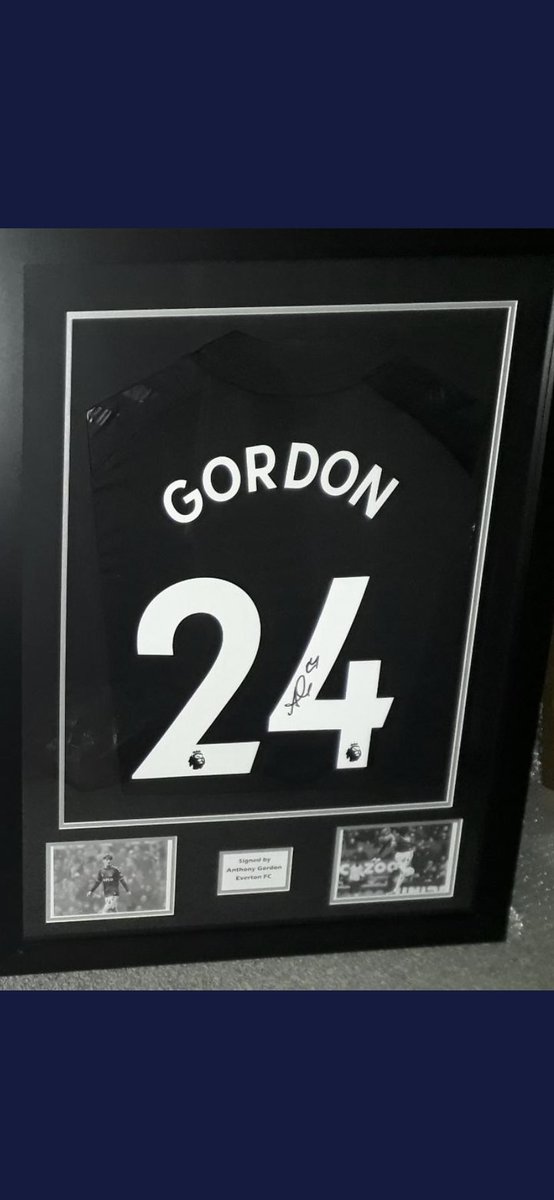 GORDON
24
Signed by
Anthony Gordon
Everton FC